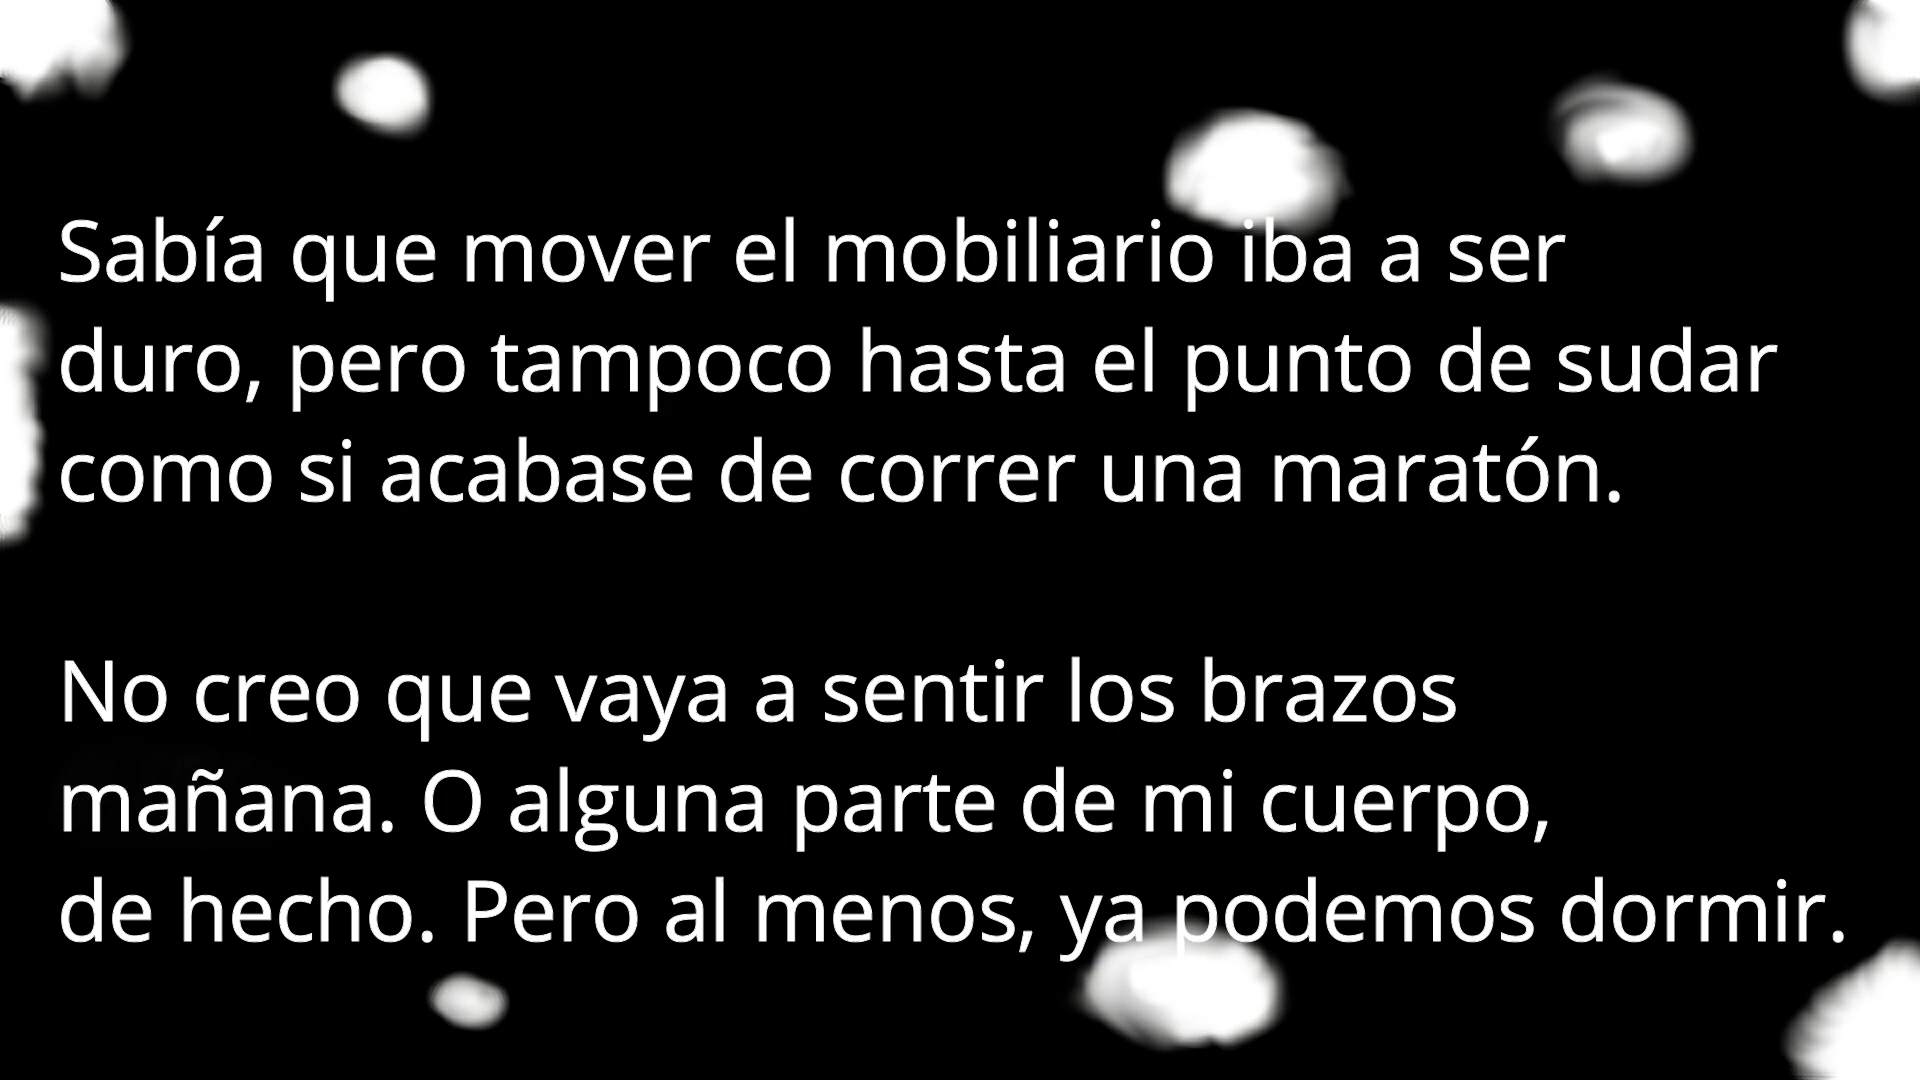 Sabía que mover el mobiliario iba a ser
duro, pero tampoco hasta el punto de sudar
como si acabase de correr una maratón.
No creo que vaya a sentir los brazos
mañana. O alguna parte de mi cuerpo,
de hecho. Pero al menos, ya podemos dormir.